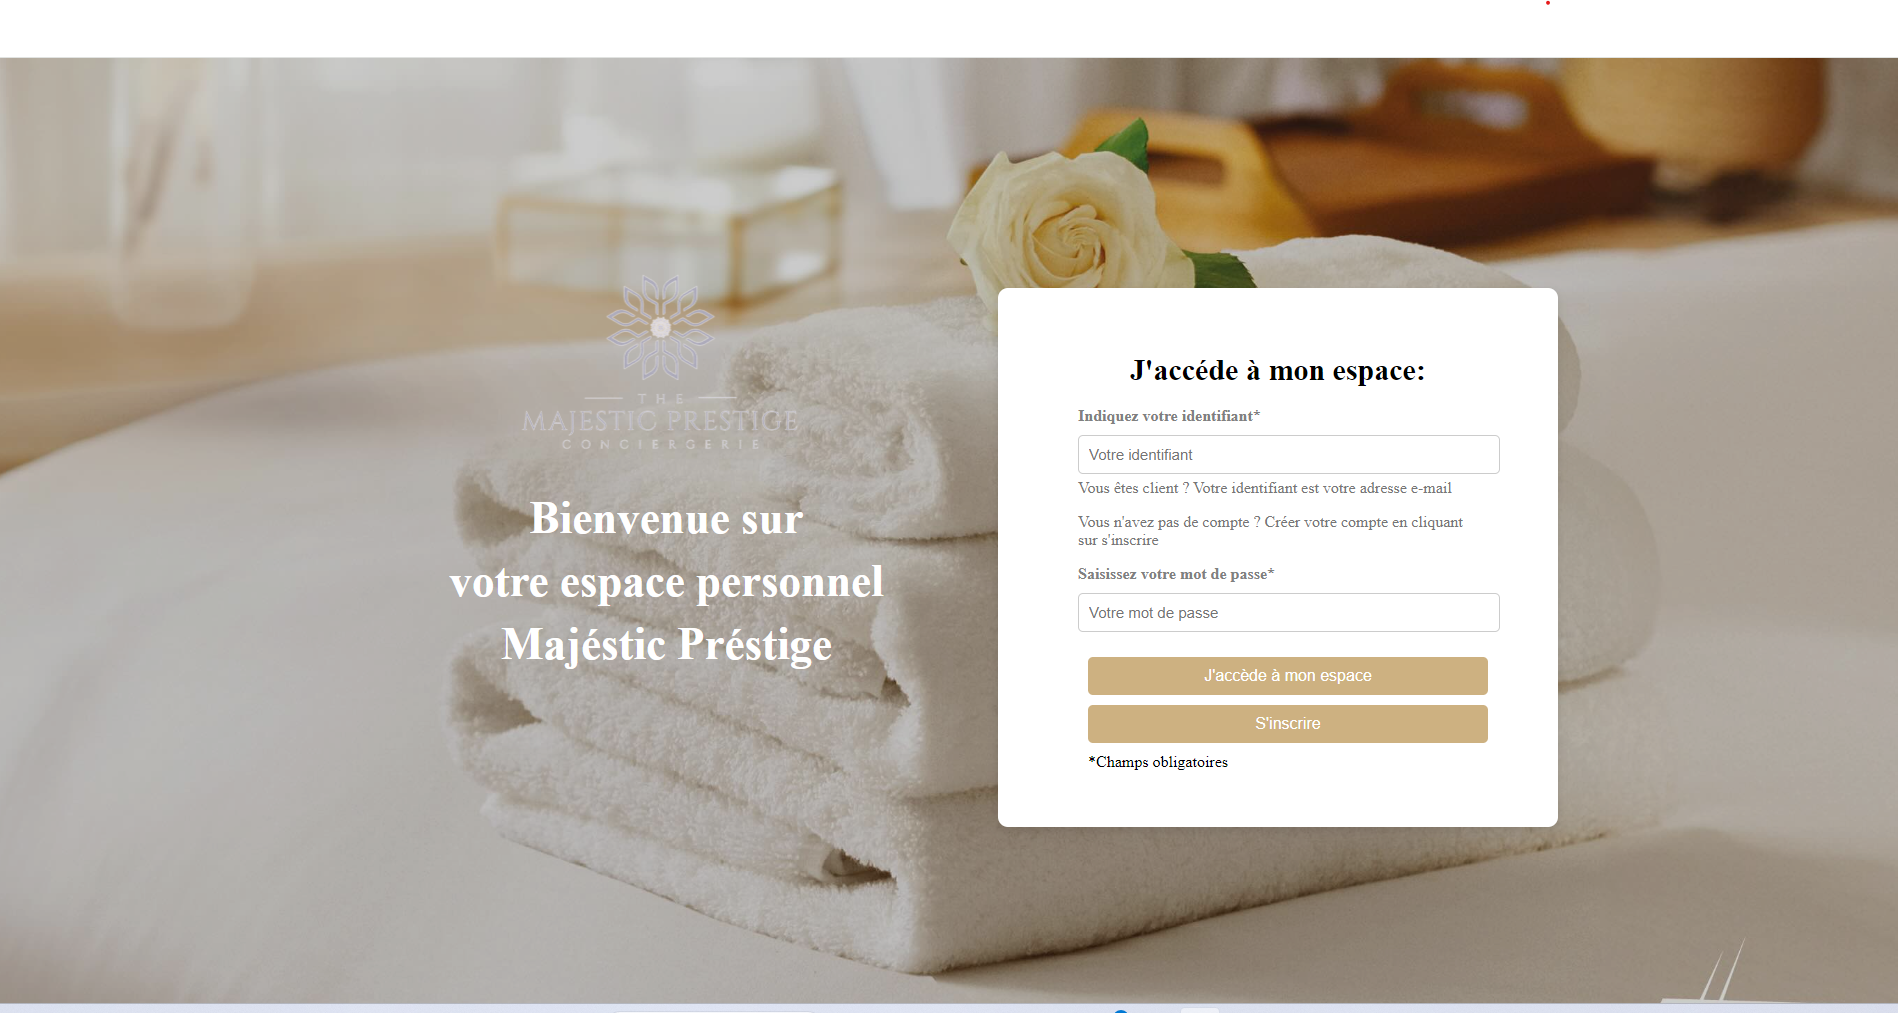 THE
MAJESTIC PRESTIGE
CONCIERGERIE
Bienvenue sur
votre espace personnel
Majéstic Préstige
J'accéde à mon espace:
Indiquez votre identifiant*
Votre identifiant
Vous êtes client ? Votre identifiant est votre adresse e-mail
Vous n'avez pas de compte ? Créer votre compte en cliquant
sur s'inscrire
Saisissez votre mot de passe*
Votre mot de passe
J'accède à mon espace
S'inscrire
*Champs obligatoires